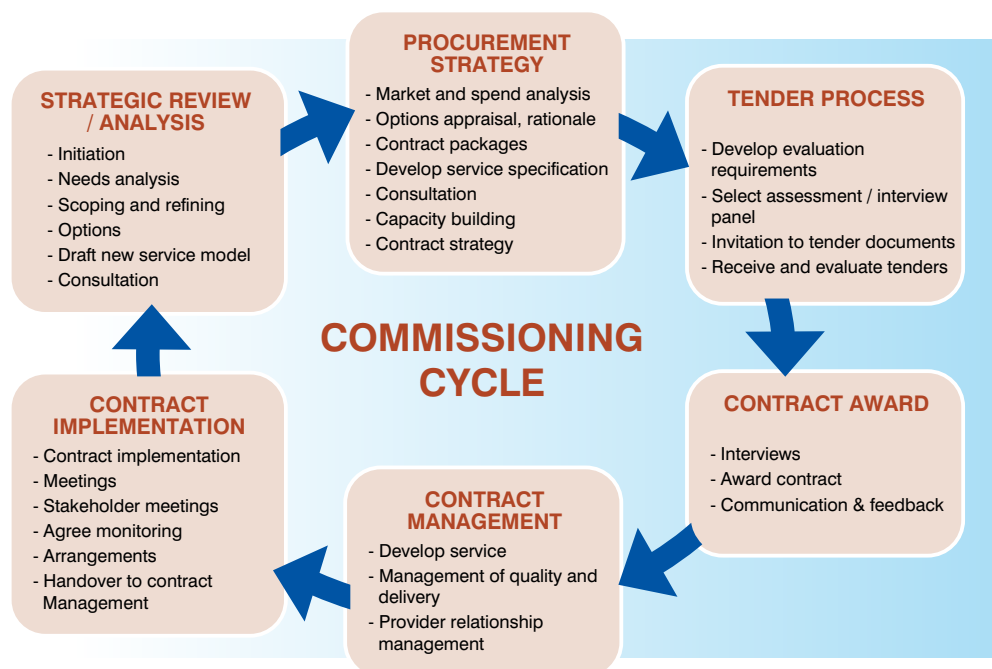 STRATEGIC REVIEW
/ ANALYSIS
- Initiation
- Needs analysis
- Scoping and refining
- Options
- Draft new service model
- Consultation
PROCUREMENT
STRATEGY
- Market and spend analysis
- Options appraisal, rationale
- Contract packages
- Develop service specification
- Consultation
- Capacity building
- Contract strategy
TENDER PROCESS
- Develop evaluation
requirements
- Select assessment / interview
panel
- Invitation to tender documents
- Receive and evaluate tenders
COMMISSIONING
CYCLE
CONTRACT AWARD
- Interviews
- Award contract
- Communication & feedback
CONTRACT
MANAGEMENT
- Develop service
- Management of quality and
delivery
- Provider relationship
management
CONTRACT
IMPLEMENTATION
- Contract implementation
- Meetings
- Stakeholder meetings
- Agree monitoring
- Arrangements
- Handover to contract
Management